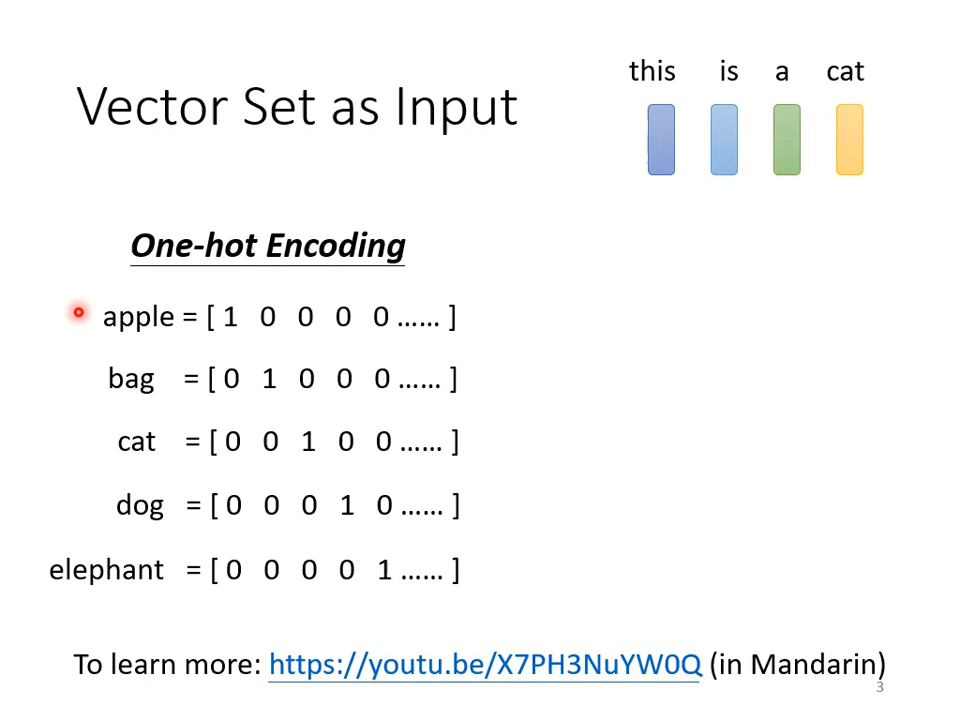 this is a cat
Vector Set as Input
One-hot Encoding
apple = [ 1 0 0 0 0 …… ]
bag = [ 0 1 0 0 0 …… ]
cat = [ 0 0 1 0 0 …… ]
dog = [ 0 0 0 1 0 …… ]
elephant = [ 0 0 0 0 1 …… ]
To learn more: https://youtu.be/X7PH3NuYW0Q (in Mandarin)
3